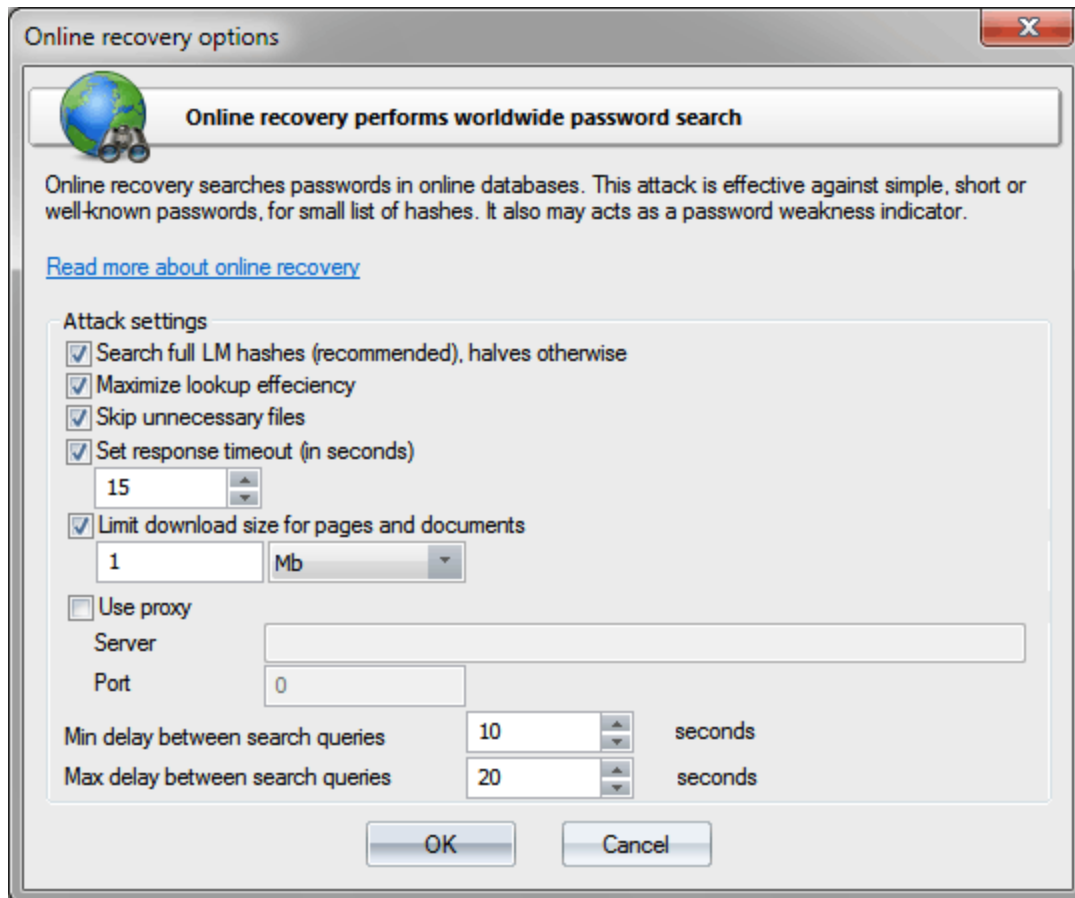 Online recovery options
Online recovery performs worldwide password search
Online recovery searches passwords in online databases. This attack is effective against simple, short or
well-known passwords, for small list of hashes. It also may acts as a password weakness indicator.
Read more about online recovery
Attack settings
Search full LM hashes (recommended), halves otherwise
Maximize lookup effeciency
Skip unnecessary files
Set response timeout (in seconds)
15
Limit download size for pages and documents
1 Mb
Use proxy
Server
Port 0
Min delay between search queries 10 seconds
Max delay between search queries 20 seconds
OK Cancel